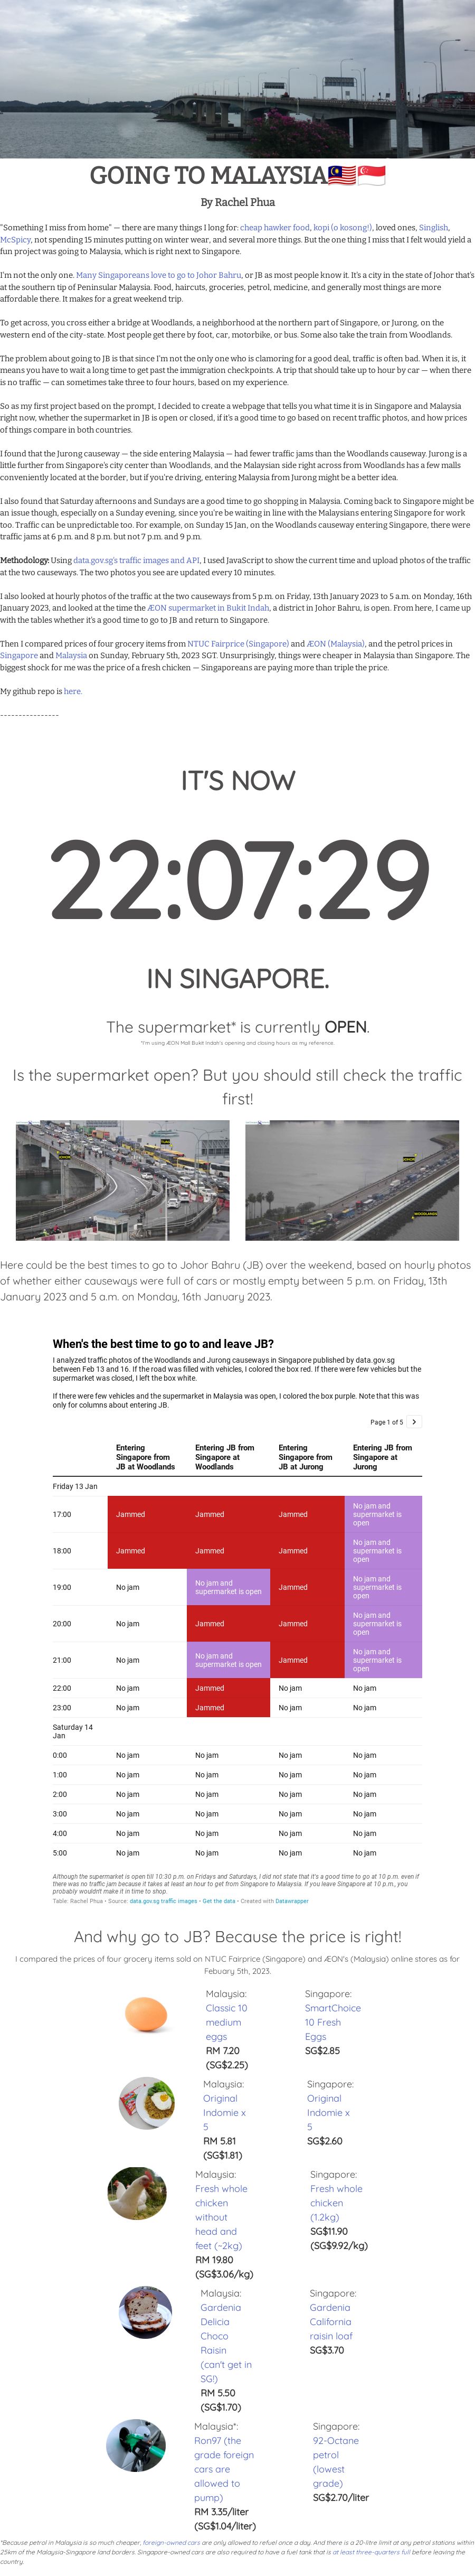 GOING TO MALAYSIA🇲🇾🇸🇬
By Rachel Phua
"Something I miss from home" — there are many things I long for: cheap hawker food, kopi (o kosong!), loved ones, Singlish,
McSpicy, not spending 15 minutes putting on winter wear, and several more things. But the one thing I miss that I felt would yield a
fun project was going to Malaysia, which is right next to Singapore.
I'm not the only one. Many Singaporeans love to go to Johor Bahru, or JB as most people know it. It's a city in the state of Johor that's
at the southern tip of Peninsular Malaysia. Food, haircuts, groceries, petrol, medicine, and generally most things are more
affordable there. It makes for a great weekend trip.
To get across, you cross either a bridge at Woodlands, a neighborhood at the northern part of Singapore, or Jurong, on the
western end of the city-state. Most people get there by foot, car, motorbike, or bus. Some also take the train from Woodlands.
The problem about going to JB is that since I'm not the only one who is clamoring for a good deal, traffic is often bad. When it is, it
means you have to wait a long time to get past the immigration checkpoints. A trip that should take up to hour by car — when there
is no traffic — can sometimes take three to four hours, based on my experience.
So as my first project based on the prompt, I decided to create a webpage that tells you what time it is in Singapore and Malaysia
right now, whether the supermarket in JB is open or closed, if it's a good time to go based on recent traffic photos, and how prices
of things compare in both countries.
I found that the Jurong causeway — the side entering Malaysia — had fewer traffic jams than the Woodlands causeway. Jurong is a
little further from Singapore's city center than Woodlands, and the Malaysian side right across from Woodlands has a few malls
conveniently located at the border, but if you're driving, entering Malaysia from Jurong might be a better idea.
I also found that Saturday afternoons and Sundays are a good time to go shopping in Malaysia. Coming back to Singapore might be
an issue though, especially on a Sunday evening, since you're be waiting in line with the Malaysians entering Singapore for work
too. Traffic can be unpredictable too. For example, on Sunday 15 Jan, on the Woodlands causeway entering Singapore, there were
traffic jams at 6 p.m. and 8 p.m. but not 7 p.m. and 9 p.m.
Methodology: Using data.gov.sg's traffic images and API, I used JavaScript to show the current time and upload photos of the traffic
at the two causeways. The two photos you see are updated every 10 minutes.
I also looked at hourly photos of the traffic at the two causeways from 5 p.m. on Friday, 13th January 2023 to 5 a.m. on Monday, 16th
January 2023, and looked at the time the ÆON supermarket in Bukit Indah, a district in Johor Bahru, is open. From here, I came up
with the tables of whether it's a good time to go to JB and return to Singapore.
Then I compared prices of four grocery items from NTUC Fairprice (Singapore) and ÆON (Malaysia), and the petrol prices in
Singapore and Malaysia on Sunday, February 5th, 2023 SGT. Unsurprisingly, things were cheaper in Malaysia than Singapore. The
biggest shock for me was the price of a fresh chicken — Singaporeans are paying more than triple the price.
My github repo is here.
----------------
IT'S NOW
22:07:29
IN SINGAPORE.
The supermarket* is currently OPEN.
*I'm using ÆON Mall Bukit Indah's opening and closing hours as my reference.
Is the supermarket open? But you should still check the traffic
first!
JOHOR
TUAS
JOHOR
WOODLANDS
Here could be the best times to go to Johor Bahru (JB) over the weekend, based on hourly photos
of whether either causeways were full of cars or mostly empty between 5 p.m. on Friday, 13th
January 2023 and 5 a.m. on Monday, 16th January 2023.
When's the best time to go to and leave JB?
I analyzed traffic photos of the Woodlands and Jurong causeways in Singapore published by data.gov.sg
between Feb 13 and 16. If the road was filled with vehicles, I colored the box red. If there were few vehicles but the
supermarket was closed, I left the box white.
If there were few vehicles and the supermarket in Malaysia was open, I colored the box purple. Note that this was
only for columns about entering JB.
Page 1 of 5 >
Entering Singapore from JB at Woodlands
Entering JB from Singapore at Woodlands
Entering Singapore from JB at Jurong
Entering JB from Singapore at Jurong
Friday 13 Jan
17:00 Jammed Jammed Jammed No jam and supermarket is open
18:00 Jammed Jammed Jammed No jam and supermarket is open
19:00 No jam No jam and supermarket is open Jammed No jam and supermarket is open
20:00 No jam Jammed Jammed No jam and supermarket is open
21:00 No jam No jam and supermarket is open Jammed No jam and supermarket is open
22:00 No jam Jammed No jam No jam
23:00 No jam Jammed No jam No jam
Saturday 14
Jan
0:00 No jam No jam No jam No jam
1:00 No jam No jam No jam No jam
2:00 No jam No jam No jam No jam
3:00 No jam No jam No jam No jam
4:00 No jam No jam No jam No jam
5:00 No jam No jam No jam No jam
Although the supermarket is open till 10:30 p.m. on Fridays and Saturdays, I did not state that it's a good time to go at 10 p.m. even if
there was no traffic jam because it takes at least an hour to get from Singapore to Malaysia. If you leave Singapore at 10 p.m., you
probably wouldn't make it in time to shop.
Table: Rachel Phua • Source: data.gov.sg traffic images • Get the data • Created with Datawrapper
And why go to JB? Because the price is right!
I compared the prices of four grocery items sold on NTUC Fairprice (Singapore) and ÆON's (Malaysia) online stores as for
Febuary 5th, 2023.
Malaysia:
Classic 10
medium
eggs
RM 7.20
(SG$2.25)
Singapore:
SmartChoice
10 Fresh
Eggs
SG$2.85
Malaysia:
Original
Indomie x
5
RM 5.81
(SG$1.81)
Singapore:
Original
Indomie x
5
SG$2.60
Malaysia:
Fresh whole
chicken
without
head and
feet (~2kg)
RM 19.80
(SG$3.06/kg)
Singapore:
Fresh whole
chicken
(1.2kg)
SG$11.90
(SG$9.92/kg)
Malaysia:
Gardenia
Delicia
Choco
Raisin
(can't get in
SG!)
RM 5.50
(SG$1.70)
Singapore:
Gardenia
California
raisin loaf
SG$3.70
Malaysia*:
Ron97 (the
grade foreign
cars are
allowed to
pump)
RM 3.35/liter
(SG$1.04/liter)
Singapore:
92-Octane
petrol
(lowest
grade)
SG$2.70/liter
*Because petrol in Malaysia is so much cheaper, foreign-owned cars are only allowed to refuel once a day. And there is a 20-litre limit at any petrol stations within
25km of the Malaysia-Singapore land borders. Singapore-owned cars are also required to have a fuel tank that is at least three-quarters full before leaving the
country.